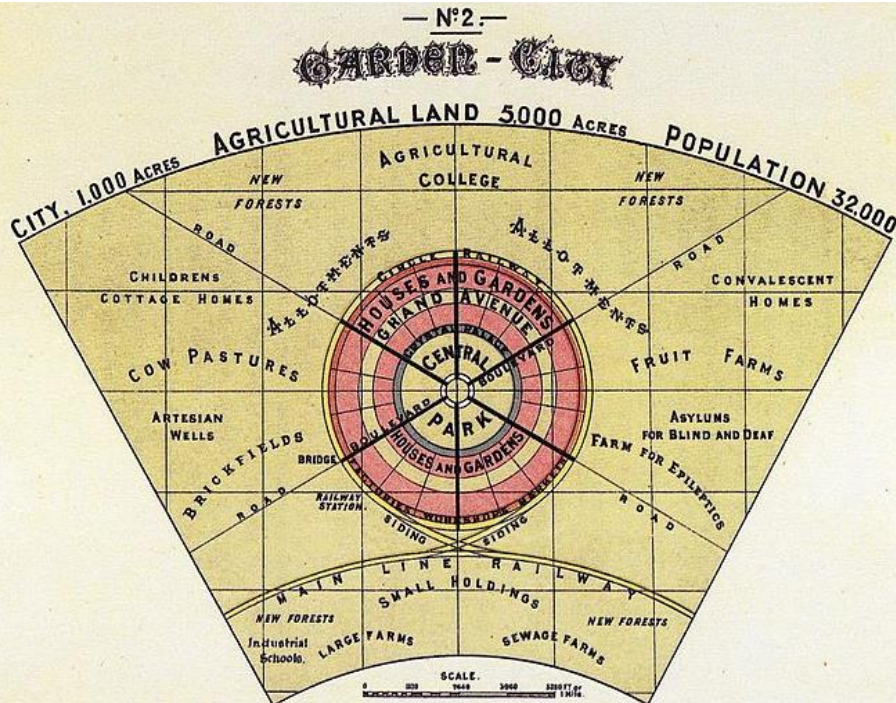 — Nº 2. —
GARDEN-CITY
CITY, 1,000 ACRES AGRICULTURAL LAND 5,000 ACRES POPULATION 32,000
AGRICULTURAL
COLLEGE
NEW
FORESTS
NEW
FORESTS
ROAD
ROAD
ALLOTMENTS
ALLOTMENTS
CHILDRENS
COTTAGE HOMES
CONVALESCENT
HOMES
CIRCLE RAILWAY
HOUSES AND GARDENS
GRAND AVENUE
CRYSTAL PALACE
CENTRAL
PARK
BOULEVARD
BOULEVARD
HOUSES AND GARDENS
COW PASTURES
FRUIT FARMS
ARTESIAN
WELLS
ASYLUMS
FOR BLIND AND DEAF
BRICKFIELDS
FARM FOR EPILEPTICS
BRIDGE
ROAD
ROAD
RAILWAY
STATION.
SIDING
SIDING
MAIN LINE RAILWAY
SMALL HOLDINGS
NEW FORESTS
NEW FORESTS
Industrial
Schools.
LARGE FARMS
SEWAGE FARMS
SCALE.